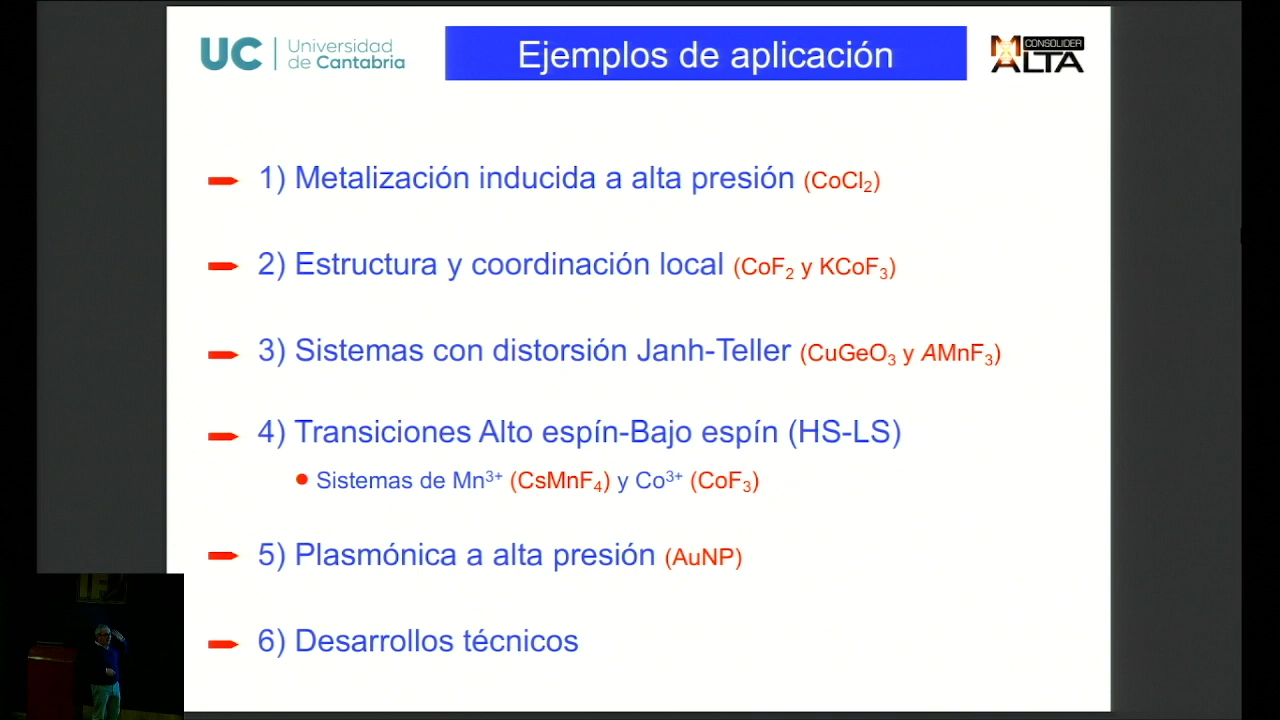 UC Universidad de Cantabria
Ejemplos de aplicación
MALTA CONSOLIDER
1) Metalización inducida a alta presión (CoCl₂)
2) Estructura y coordinación local (CoF₂ y KCoF₃)
3) Sistemas con distorsión Janh-Teller (CuGeO₃ y AMnF₃)
4) Transiciones Alto espín-Bajo espín (HS-LS)
Sistemas de Mn³⁺ (CsMnF₄) y Co³⁺ (CoF₃)
5) Plasmónica a alta presión (AuNP)
6) Desarrollos técnicos
IF